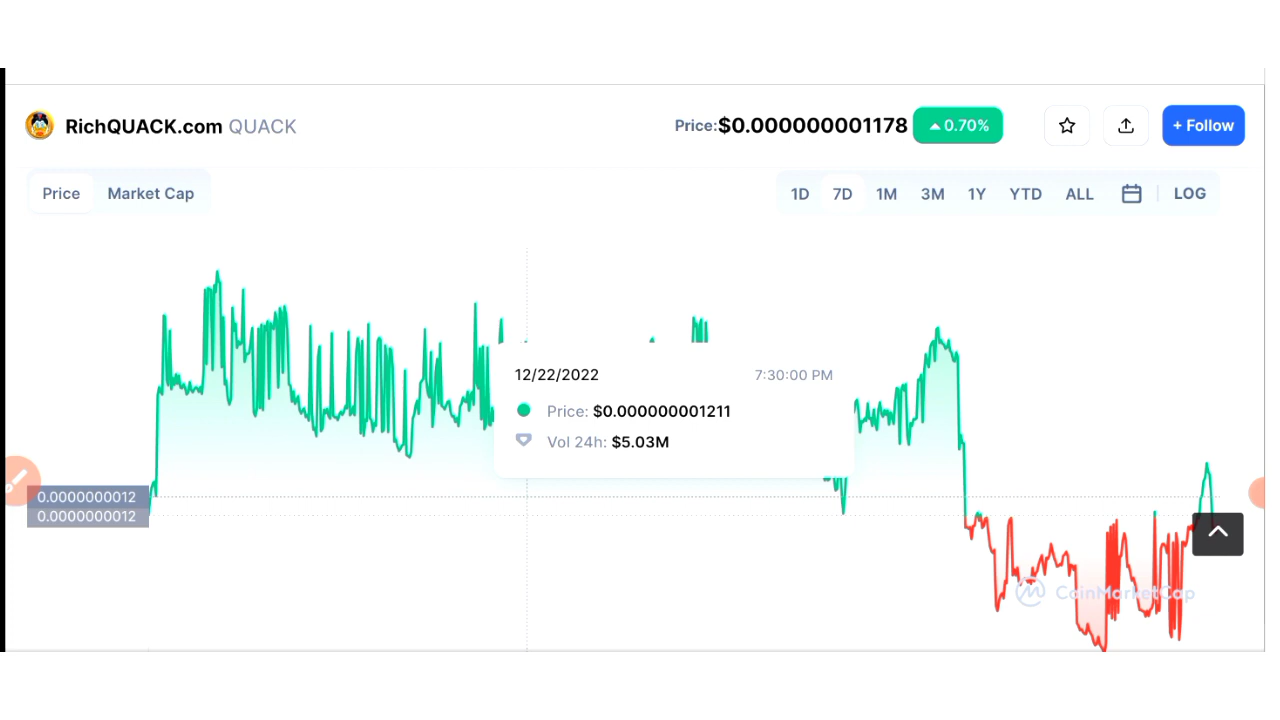 RichQUACK.com QUACK
Price:$0.000000001178 0.70%
+ Follow
Price Market Cap
1D 7D 1M 3M 1Y YTD ALL LOG
12/22/2022 7:30:00 PM
Price: $0.000000001211
Vol 24h: $5.03M
0.0000000012
0.0000000012
CoinMarketCap